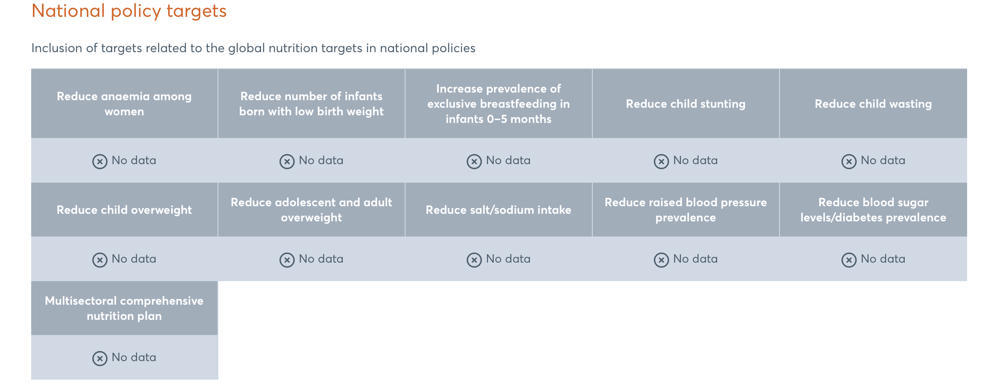 National policy targets
Inclusion of targets related to the global nutrition targets in national policies
Reduce anaemia among
women
Reduce number of infants
born with low birth weight
Increase prevalence of
exclusive breastfeeding in
infants 0–5 months
Reduce child stunting
Reduce child wasting
No data
No data
No data
No data
No data
Reduce child overweight
Reduce adolescent and adult
overweight
Reduce salt/sodium intake
Reduce raised blood pressure
prevalence
Reduce blood sugar
levels/diabetes prevalence
No data
No data
No data
No data
No data
Multisectoral comprehensive
nutrition plan
No data